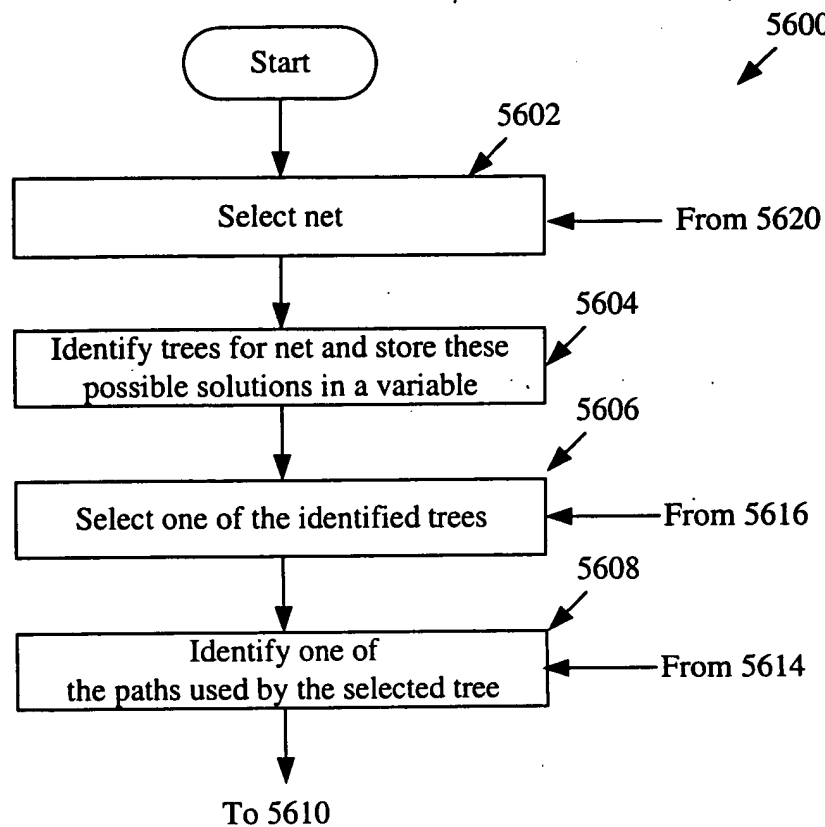 5600
Start
5602
Select net
From 5620
5604
Identify trees for net and store these
possible solutions in a variable
5606
Select one of the identified trees
From 5616
5608
Identify one of
the paths used by the selected tree
From 5614
To 5610